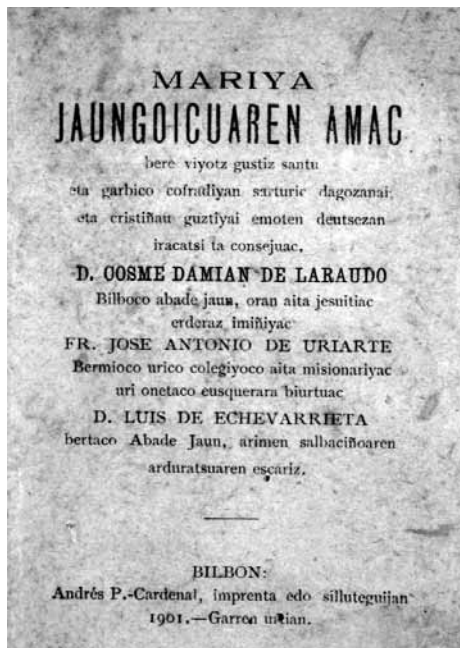 MARIYA
JAUNGOICUAREN AMAC
bere viyotz gustiz santu
eta garbico cofradiyan sarturic dagozanai,
eta cristiñau guztiyai emoten deutsezan
iracatsi ta consejuac,
D. COSME DAMIAN DE LARAUDO
Bilboco abade jaun, oran aita jesuitiac
erderaz imiñiyac
FR. JOSE ANTONIO DE URIARTE
Bermioco urico colegiyoco aita misionariyac
uri onetaco eusquerara biurtuac
D. LUIS DE ECHEVARRIETA
bertaco Abade Jaun, arimen salbaciñoaren
arduratsuaren escariz.
BILBON:
Andrés P.-Cardenal, imprenta edo silluteguijan
1901.—Garren urtian.